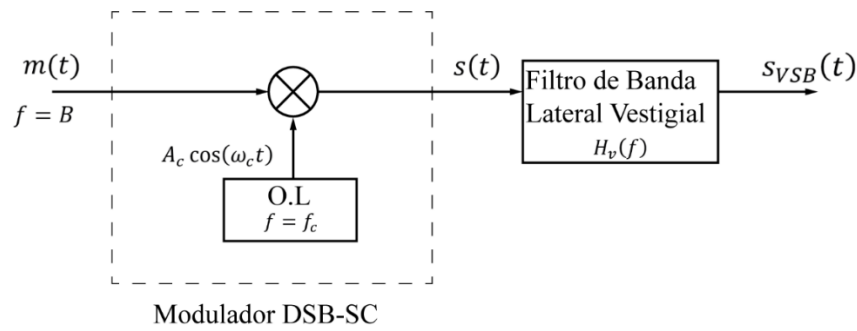 m(t)
f = B
A_c cos(ω_c t)
O.L
f = f_c
Modulador DSB-SC
s(t)
Filtro de Banda
Lateral Vestigial
H_v(f)
s_VSB(t)